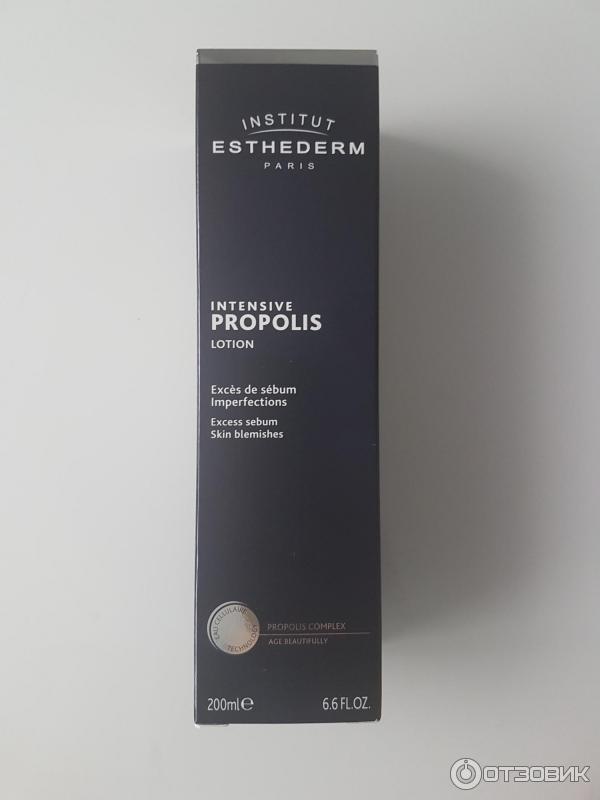 INSTITUT
ESTHEDERM
PARIS
INTENSIVE
PROPOLIS
LOTION
Excès de sébum
Imperfections
Excess sebum
Skin blemishes
EAU CELLULAIRE
TECHNOLOGY
PROPOLIS COMPLEX
AGE BEAUTIFULLY
200ml e 6.6 FL.OZ.
ОТЗОВИК